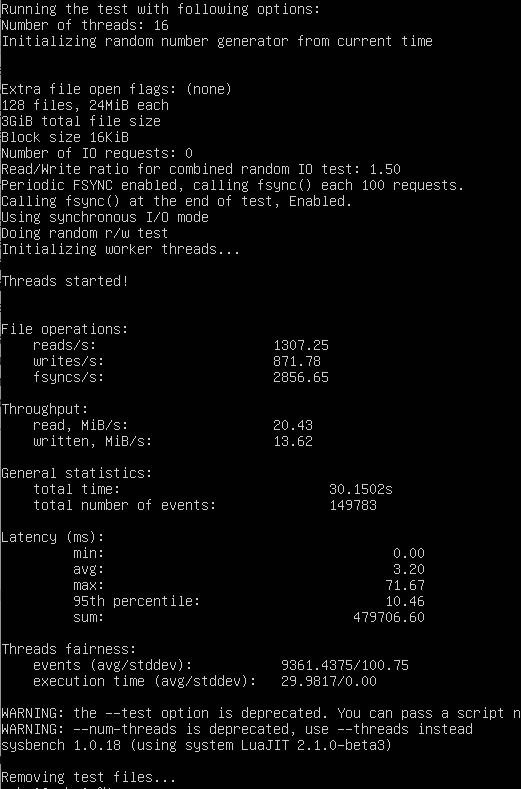 Running the test with following options:
Number of threads: 16
Initializing random number generator from current time
Extra file open flags: (none)
128 files, 24MiB each
3GiB total file size
Block size 16KiB
Number of IO requests: 0
Read/Write ratio for combined random IO test: 1.50
Periodic FSYNC enabled, calling fsync() each 100 requests.
Calling fsync() at the end of test, Enabled.
Using synchronous I/O mode
Doing random r/w test
Initializing worker threads...
Threads started!
File operations:
reads/s: 1307.25
writes/s: 871.78
fsyncs/s: 2856.65
Throughput:
read, MiB/s: 20.43
written, MiB/s: 13.62
General statistics:
total time: 30.1502s
total number of events: 149783
Latency (ms):
min: 0.00
avg: 3.20
max: 71.67
95th percentile: 10.46
sum: 479706.60
Threads fairness:
events (avg/stddev): 9361.4375/100.75
execution time (avg/stddev): 29.9817/0.00
WARNING: the --test option is deprecated. You can pass a script n
WARNING: --num-threads is deprecated, use --threads instead
sysbench 1.0.18 (using system LuaJIT 2.1.0-beta3)
Removing test files...